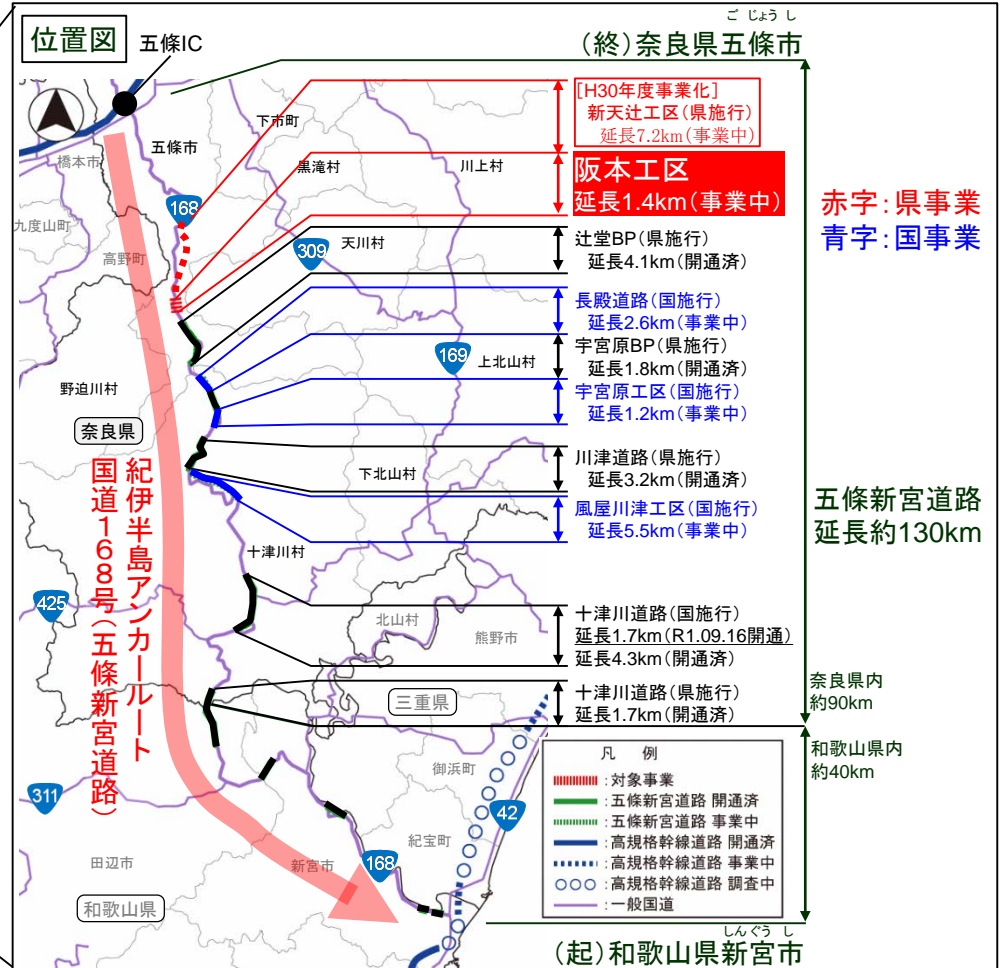 位置図
五條IC
ごじょうし
(終)奈良県五條市
[H30年度事業化]
新天辻工区(県施行)
延長7.2km(事業中)
阪本工区
延長1.4km(事業中)
辻堂BP(県施行)
延長4.1km(開通済)
長殿道路(国施行)
延長2.6km(事業中)
宇宮原BP(県施行)
延長1.8km(開通済)
宇宮原工区(国施行)
延長1.2km(事業中)
川津道路(県施行)
延長3.2km(開通済)
風屋川津工区(国施行)
延長5.5km(事業中)
十津川道路(国施行)
延長1.7km(R1.09.16開通)
延長4.3km(開通済)
十津川道路(県施行)
延長1.7km(開通済)
赤字:県事業
青字:国事業
五條新宮道路
延長約130km
奈良県内
約90km
和歌山県内
約40km
橋本市
五條市
下市町
黒滝村
川上村
九度山町
高野町
168
天川村
309
169
上北山村
野迫川村
奈良県
下北山村
十津川村
425
北山村
熊野市
三重県
紀伊半島アンカールート
国道168号(五條新宮道路)
御浜町
42
311
紀宝町
168
田辺市
新宮市
和歌山県
凡例
:対象事業
:五條新宮道路 開通済
:五條新宮道路 事業中
:高規格幹線道路 開通済
:高規格幹線道路 事業中
:高規格幹線道路 調査中
:一般国道
しんぐうし
(起)和歌山県新宮市